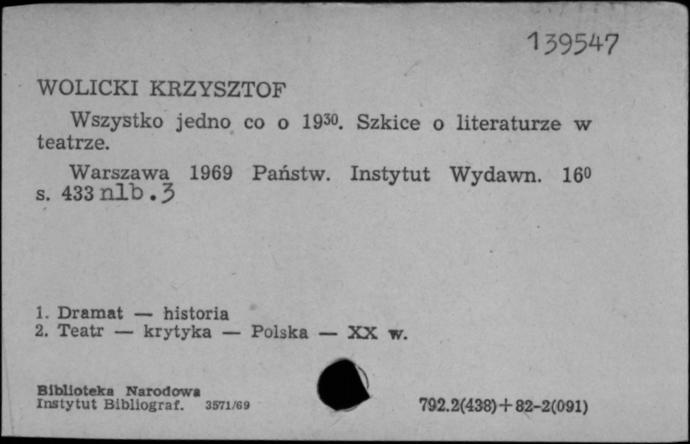 139547
WOLICKI KRZYSZTOF
Wszystko jedno co o 19³⁰. Szkice o literaturze w
teatrze.
Warszawa 1969 Państw. Instytut Wydawn. 16⁰
s. 433 nlb. 3
1. Dramat — historia
2. Teatr — krytyka — Polska — XX w.
Biblioteka Narodowa
Instytut Bibliograf. 3571/69
792.2(438)+82-2(091)